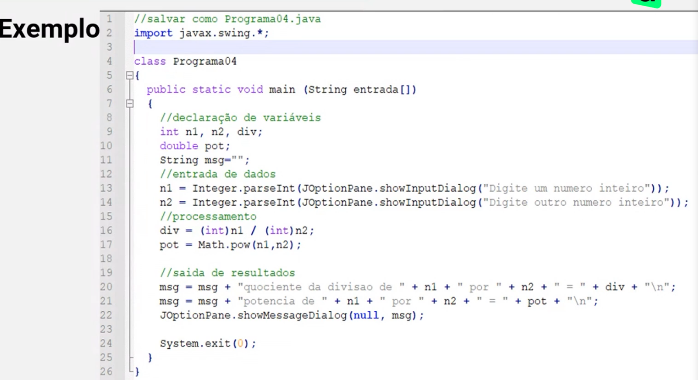 Exemplo
1 //salvar como Programa04.java
2 import javax.swing.*;
3
4 class Programa04
5 {
6 public static void main (String entrada[])
7 {
8 //declaração de variáveis
9 int n1, n2, div;
10 double pot;
11 String msg="";
12 //entrada de dados
13 n1 = Integer.parseInt(JOptionPane.showInputDialog("Digite um numero inteiro"));
14 n2 = Integer.parseInt(JOptionPane.showInputDialog("Digite outro numero inteiro"));
15 //processamento
16 div = (int)n1 / (int)n2;
17 pot = Math.pow(n1,n2);
18
19 //saida de resultados
20 msg = msg + "quociente da divisao de " + n1 + " por " + n2 + " = " + div + "\n";
21 msg = msg + "potencia de " + n1 + " por " + n2 + " = " + pot + "\n";
22 JOptionPane.showMessageDialog(null, msg);
23
24 System.exit(0);
25 }
26 }